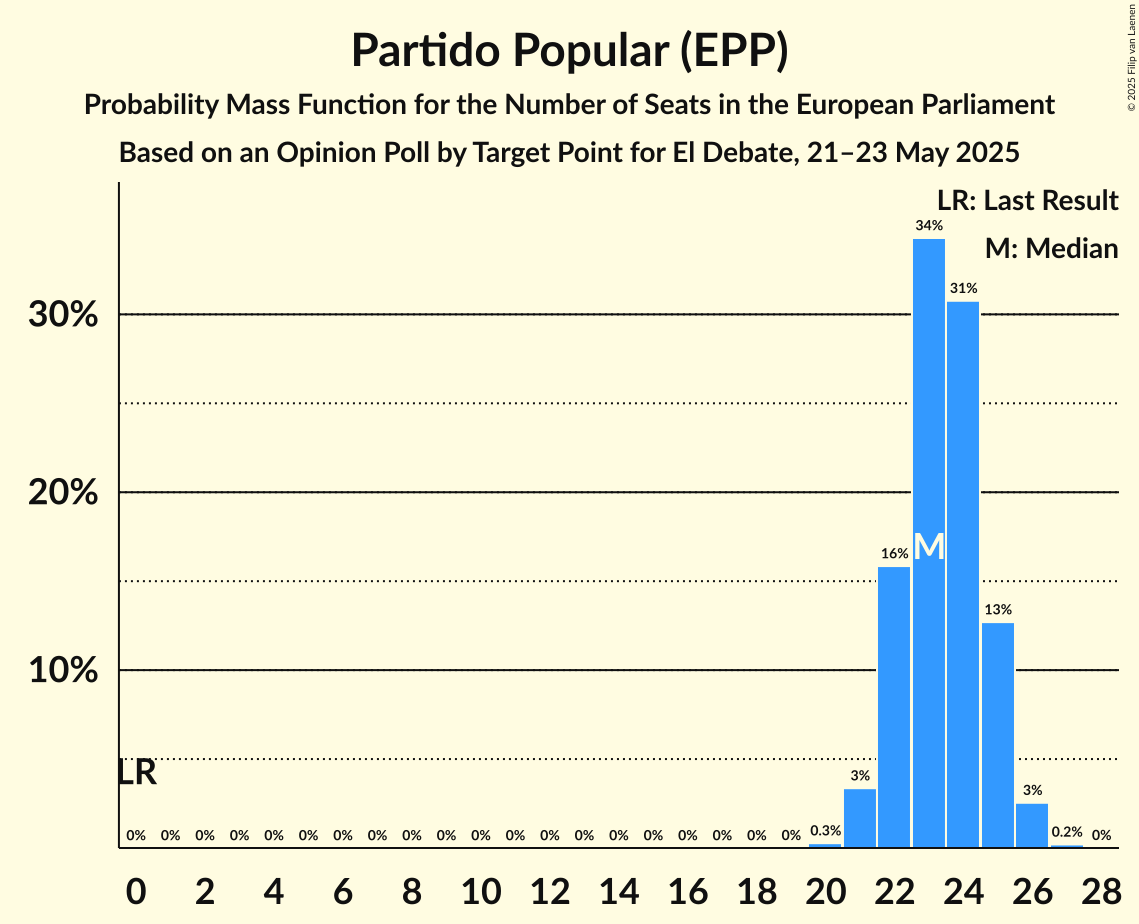 Partido Popular (EPP)
Probability Mass Function for the Number of Seats in the European Parliament
Based on an Opinion Poll by Target Point for El Debate, 21–23 May 2025
© 2025 Filip van Laenen
LR: Last Result
M: Median
34%
31%
30%
20%
16%
M
13%
10%
LR
3%
3%
0% 0% 0% 0% 0% 0% 0% 0% 0% 0% 0% 0% 0% 0% 0% 0% 0% 0% 0% 0% 0.3% 0.2% 0%
0 2 4 6 8 10 12 14 16 18 20 22 24 26 28